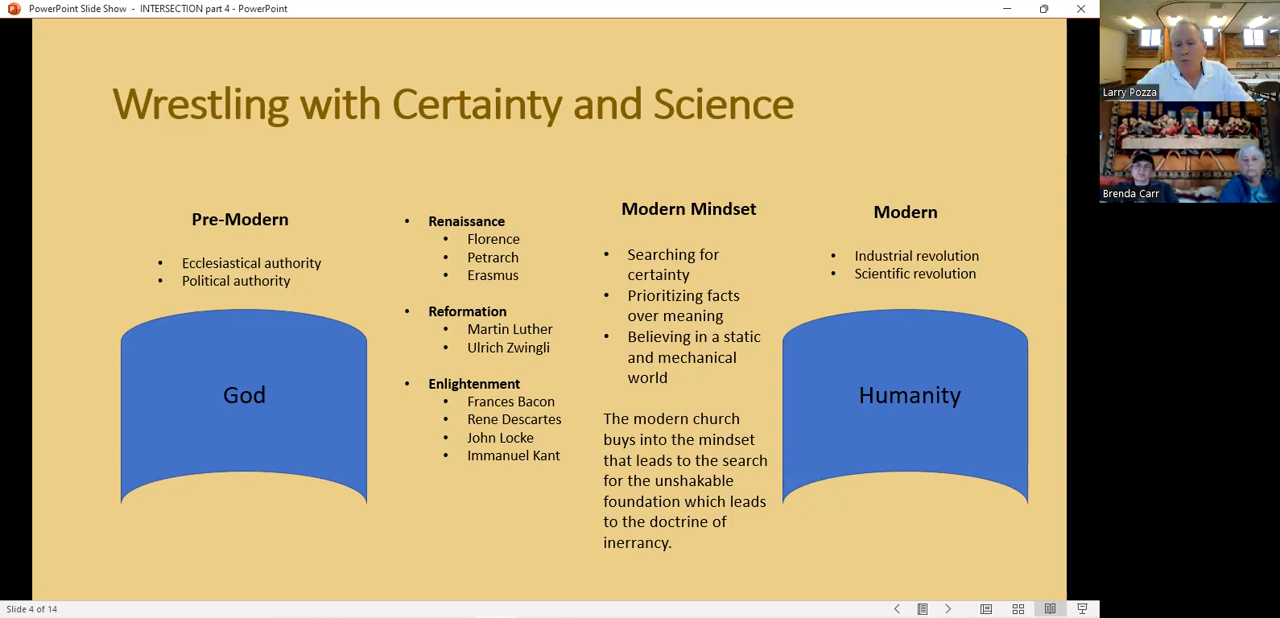 PowerPoint Slide Show - INTERSECTION part 4 - PowerPoint
Larry Pozza
Brenda Carr
Wrestling with Certainty and Science
Pre-Modern
• Ecclesiastical authority
• Political authority
God
• Renaissance
• Florence
• Petrarch
• Erasmus
• Reformation
• Martin Luther
• Ulrich Zwingli
• Enlightenment
• Frances Bacon
• Rene Descartes
• John Locke
• Immanuel Kant
Modern Mindset
• Searching for
certainty
• Prioritizing facts
over meaning
• Believing in a static
and mechanical
world
The modern church
buys into the mindset
that leads to the search
for the unshakable
foundation which leads
to the doctrine of
inerrancy.
Modern
• Industrial revolution
• Scientific revolution
Humanity
Slide 4 of 14